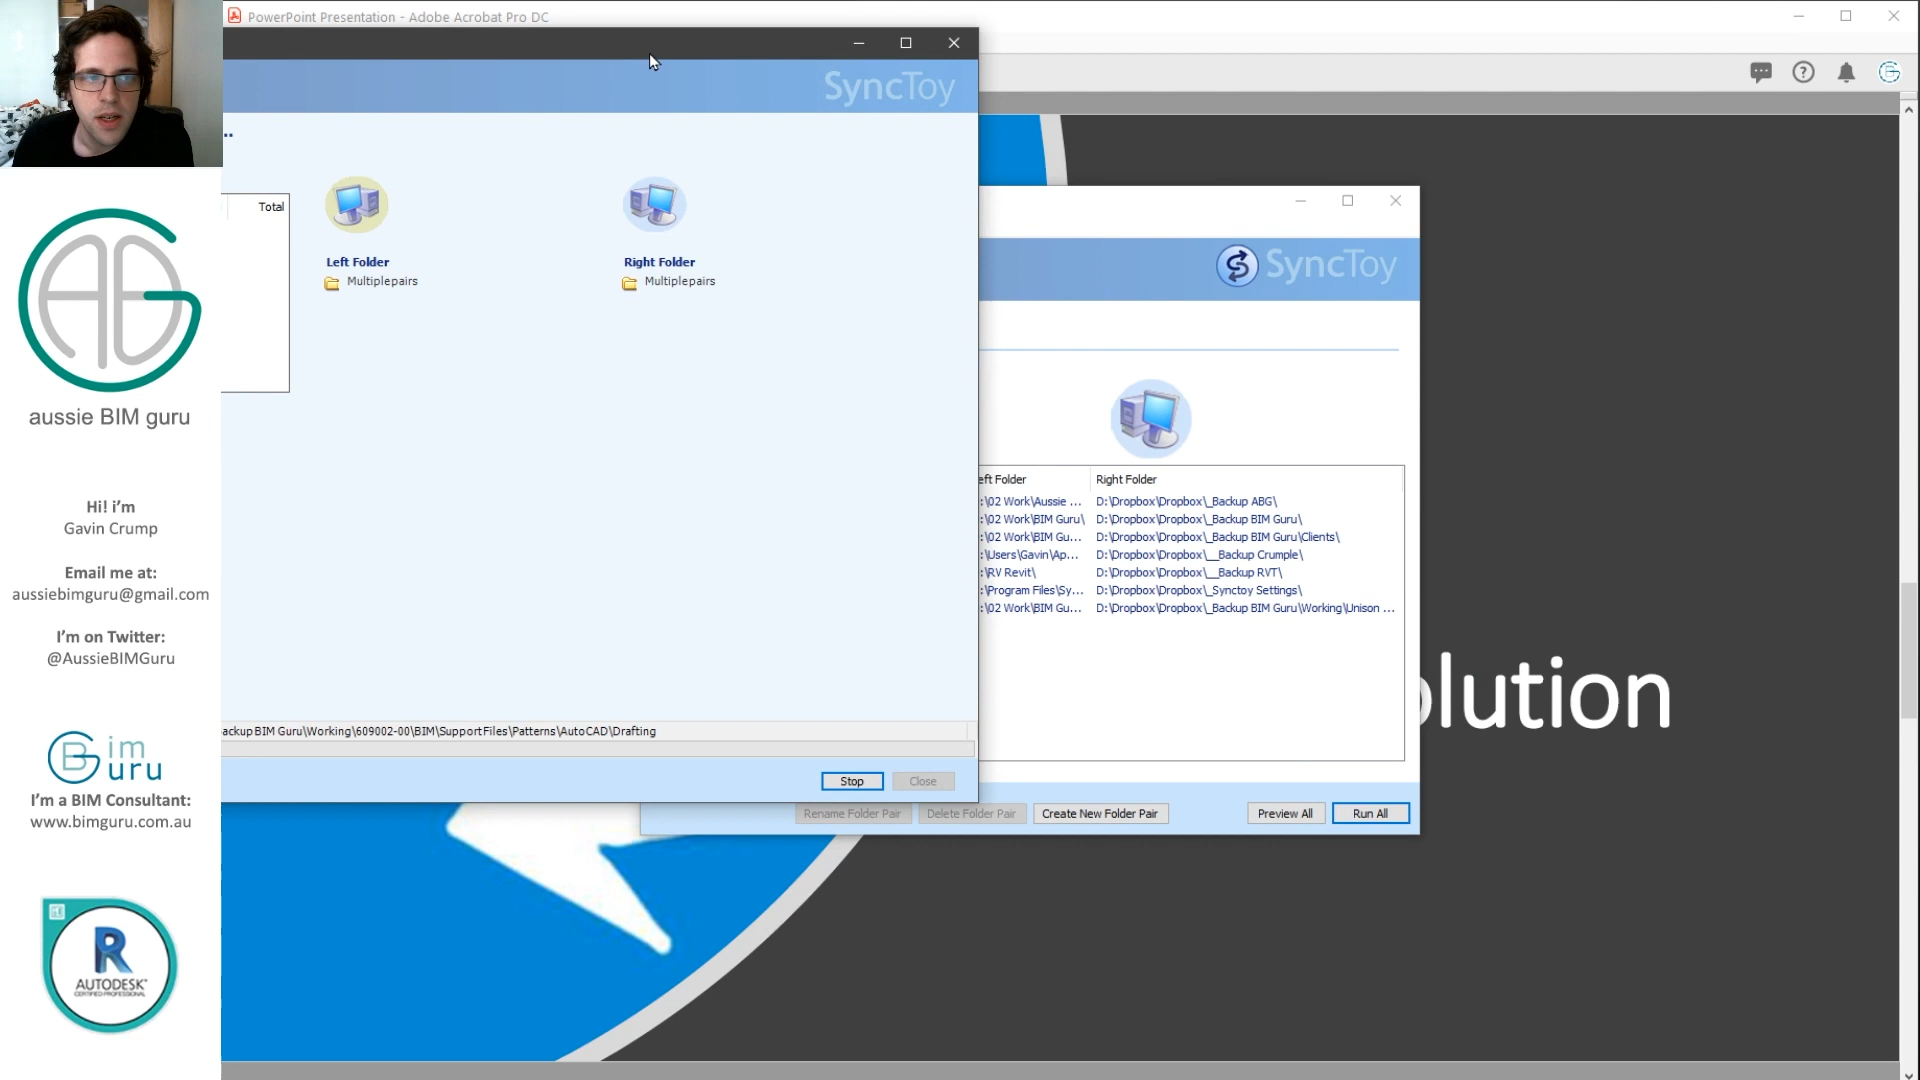 PowerPoint Presentation - Adobe Acrobat Pro DC
SyncToy
..
Total
Left Folder
Multiplepairs
Right Folder
Multiplepairs
ackup BIM Guru\Working\609002-00\BIM\SupportFiles\Patterns\AutoCAD\Drafting
Stop
Close
SyncToy
eft Folder
Right Folder
:\02 Work\Aussie ...
D:\Dropbox\Dropbox\_Backup ABG\
:\02 Work\BIM Guru\
D:\Dropbox\Dropbox\_Backup BIM Guru\
:\02 Work\BIM Gu...
D:\Dropbox\Dropbox\_Backup BIM Guru\Clients\
:\Users\Gavin\Ap...
D:\Dropbox\Dropbox\__Backup Crumple\
:\RV Revit\
D:\Dropbox\Dropbox\__Backup RVT\
:\Program Files\Sy...
D:\Dropbox\Dropbox\_Synctoy Settings\
:\02 Work\BIM Gu...
D:\Dropbox\Dropbox\_Backup BIM Guru\Working\Unison ...
Rename Folder Pair
Delete Folder Pair
Create New Folder Pair
Preview All
Run All
olution
ABG
aussie BIM guru
Hi! i'm
Gavin Crump
Email me at:
aussiebimguru@gmail.com
I'm on Twitter:
@AussieBIMGuru
BG im
uru
I'm a BIM Consultant:
www.bimguru.com.au
R
AUTODESK
CERTIFIED PROFESSIONAL